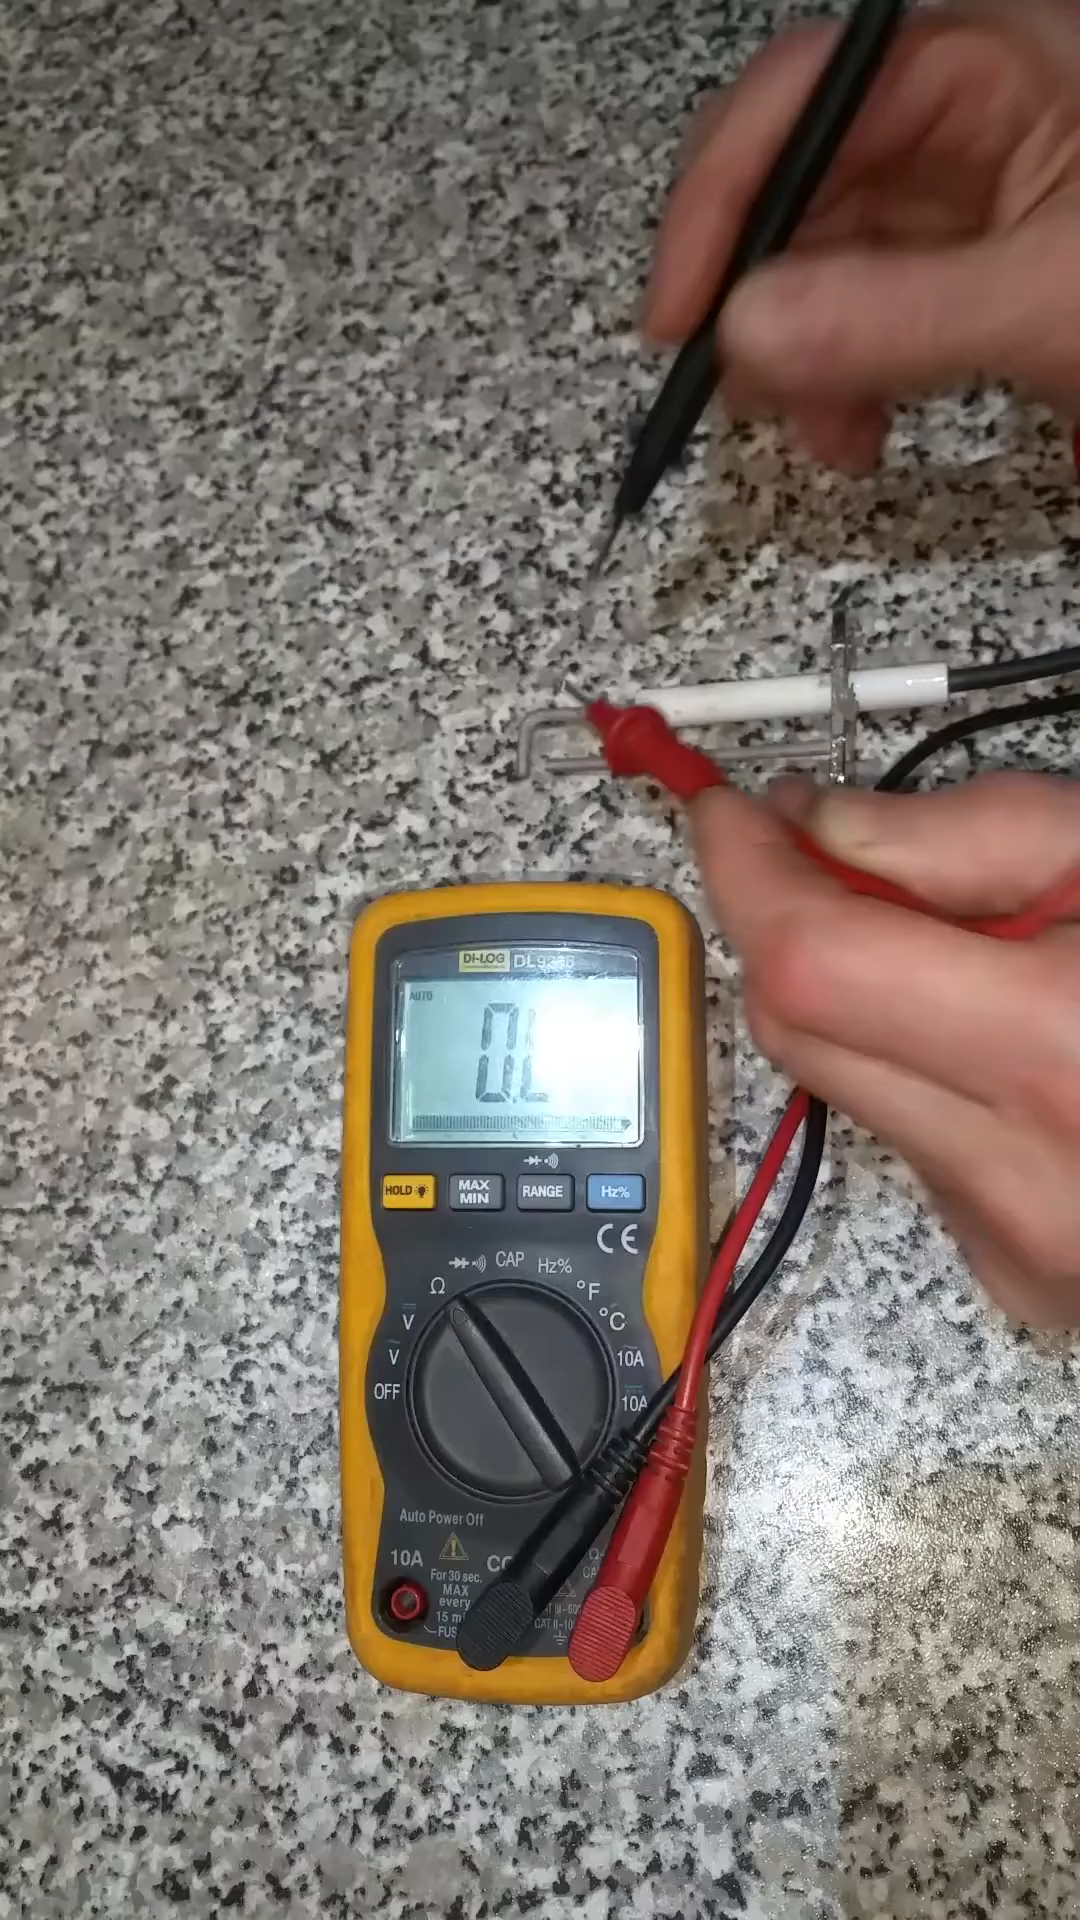 DI-LOG
AUTO
0.L
HOLD
MAX
MIN
RANGE
Hz%
CE
CAP
Hz%
Ω
°F
V
°C
V
10A
OFF
10A
Auto Power Off
10A
For 30 sec.
MAX
every